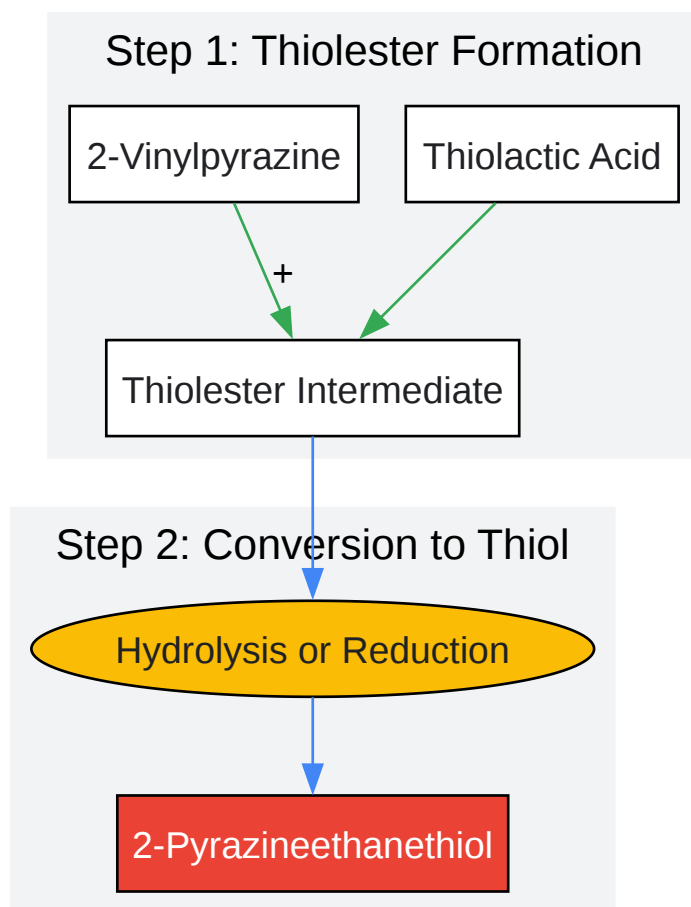 Step 1: Thiolester Formation
2-Vinylpyrazine
Thiolactic Acid
+
Thiolester Intermediate
Step 2: Conversion to Thiol
Hydrolysis or Reduction
2-Pyrazineethanethiol